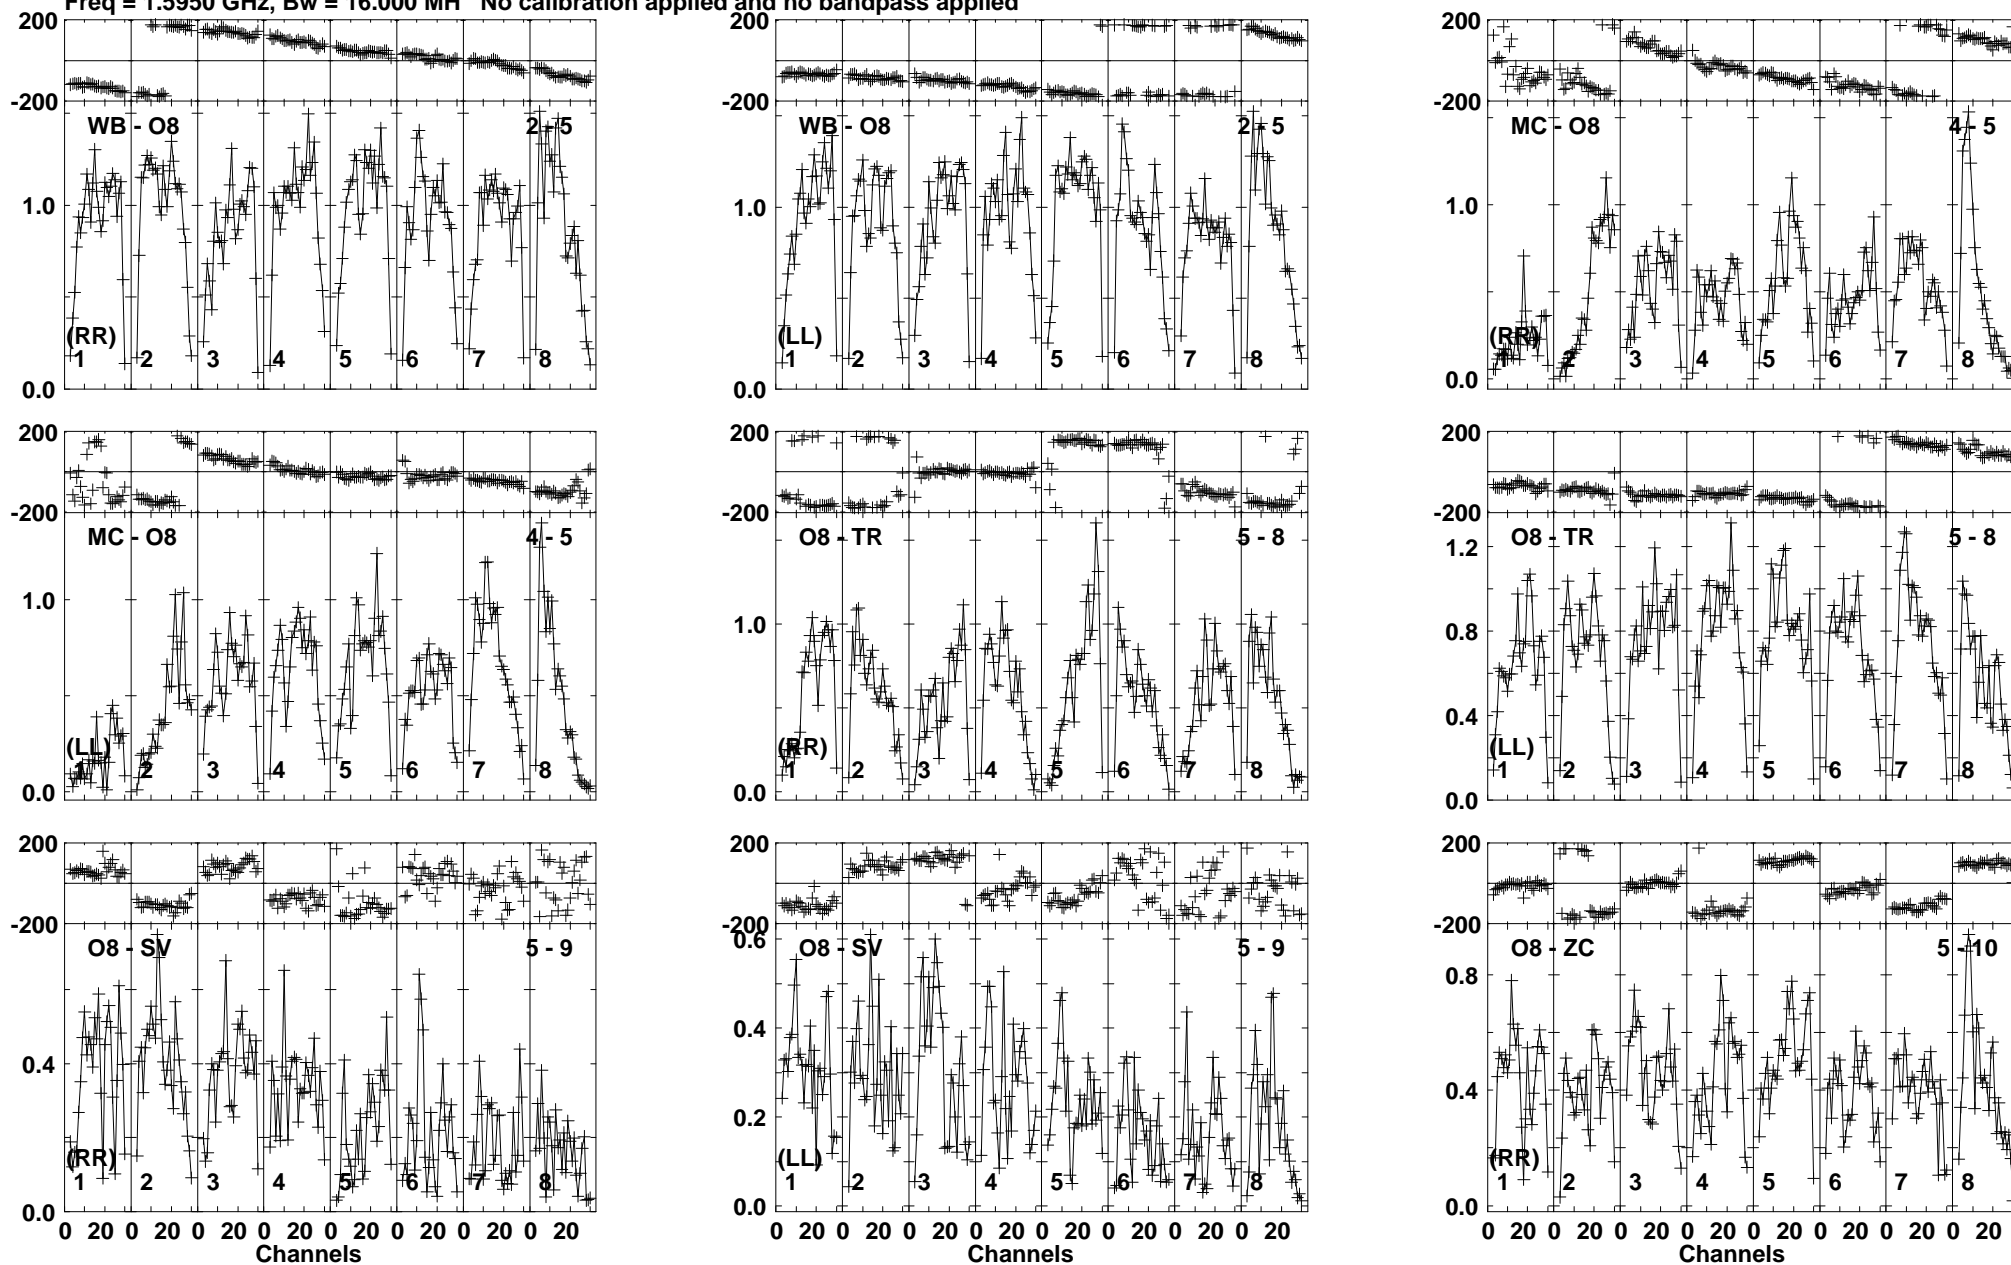 Freq = 1.5950 GHz, Bw = 16.000 MH No calibration applied and no bandpass applied
200 200 200
-200 -200 -200
WB - O8 2 - 5 WB - O8 2 - 5 MC - O8 4 - 5
1.0 1.0 1.0
(RR) (LL) (RR)
1 2 3 4 5 6 7 8 1 2 3 4 5 6 7 8 1 2 3 4 5 6 7 8
0.0 0.0 0.0
200 200 200
-200 -200 -200
MC - O8 4 - 5 O8 - TR 5 - 8 O8 - TR 5 - 8
1.2
1.0 1.0
0.8
0.4
(LL) (RR) (LL)
1 2 3 4 5 6 7 8 1 2 3 4 5 6 7 8 1 2 3 4 5 6 7 8
0.0 0.0 0.0
200 200 200
-200 -200 -200
O8 - SV 5 - 9 O8 - SV 5 - 9 O8 - ZC 5 - 10
0.6
0.8
0.4 0.4 0.4
0.2
(RR) (LL) (RR)
1 2 3 4 5 6 7 8 1 2 3 4 5 6 7 8 1 2 3 4 5 6 7 8
0.0 0.0 0.0
0 20 0 20 0 20 0 20 0 20 0 20 0 20 0 20 0 20 0 20 0 20 0 20 0 20 0 20 0 20 0 20 0 20 0 20 0 20 0 20 0 20 0 20 0 20 0 20
Channels Channels Channels